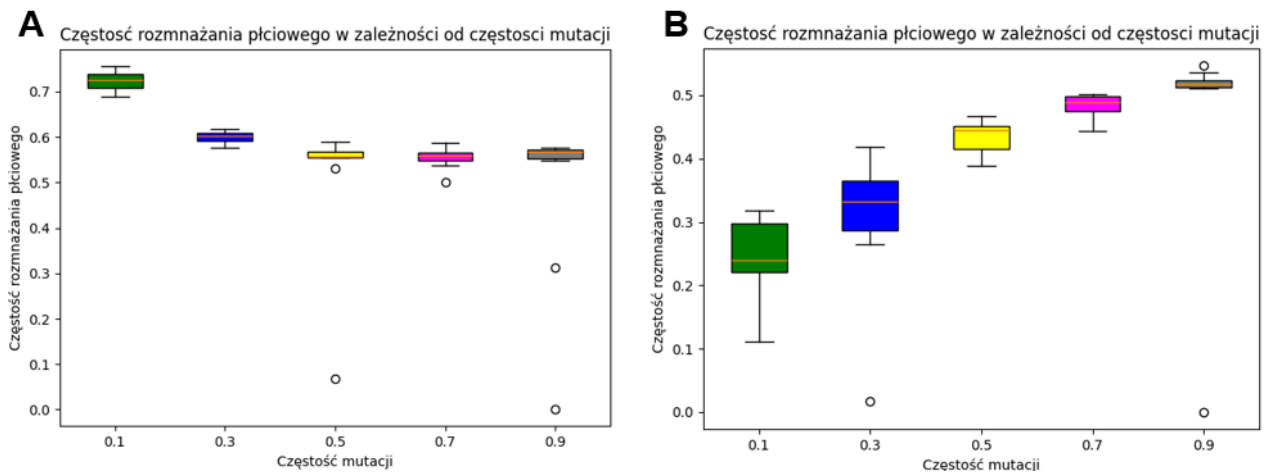 A
Częstosć rozmnażania płciowego w zależności od częstosci mutacji
Częstość rozmnażania płciowego
0.7
0.6
0.5
0.4
0.3
0.2
0.1
0.0
0.1 0.3 0.5 0.7 0.9
Częstość mutacji
B
Częstosć rozmnażania płciowego w zależności od częstosci mutacji
Częstość rozmnażania płciowego
0.5
0.4
0.3
0.2
0.1
0.0
0.1 0.3 0.5 0.7 0.9
Częstość mutacji